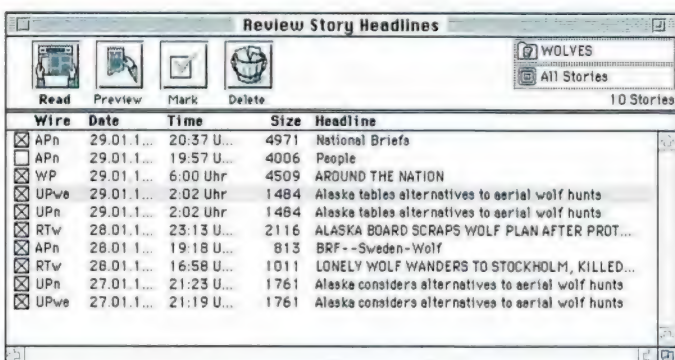 Review Story Headlines
WOLVES
All Stories
Read Preview Mark Delete
10 Stories
Wire Date Time Size Headline
APn 29.01.1... 20:37 U... 4971 National Briefs
APn 29.01.1... 19:57 U... 4006 People
WP 29.01.1... 6:00 Uhr 4509 AROUND THE NATION
UPwe 29.01.1... 2:02 Uhr 1484 Alaska tables alternatives to aerial wolf hunts
UPn 29.01.1... 2:02 Uhr 1484 Alaska tables alternatives to aerial wolf hunts
RTw 28.01.1... 23:13 U... 2116 ALASKA BOARD SCRAPS WOLF PLAN AFTER PROT...
APn 28.01.1... 19:18 U... 813 BRF--Sweden-Wolf
RTw 28.01.1... 16:58 U... 1011 LONELY WOLF WANDERS TO STOCKHOLM, KILLED...
UPn 27.01.1... 21:23 U... 1761 Alaska considers alternatives to aerial wolf hunts
UPwe 27.01.1... 21:19 U... 1761 Alaska considers alternatives to aerial wolf hunts